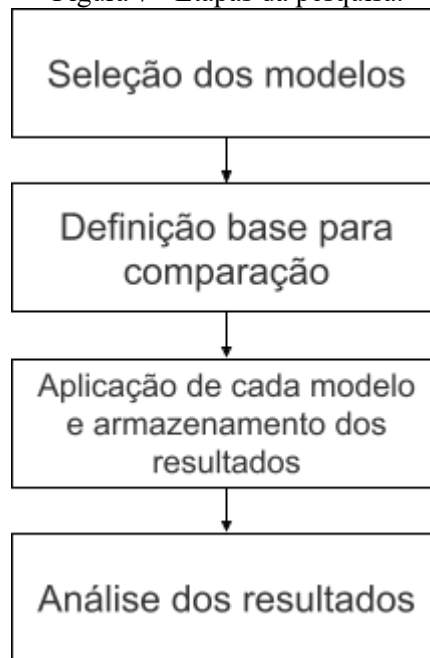 Seleção dos modelos
Definição base para
comparação
Aplicação de cada modelo
e armazenamento dos
resultados
Análise dos resultados